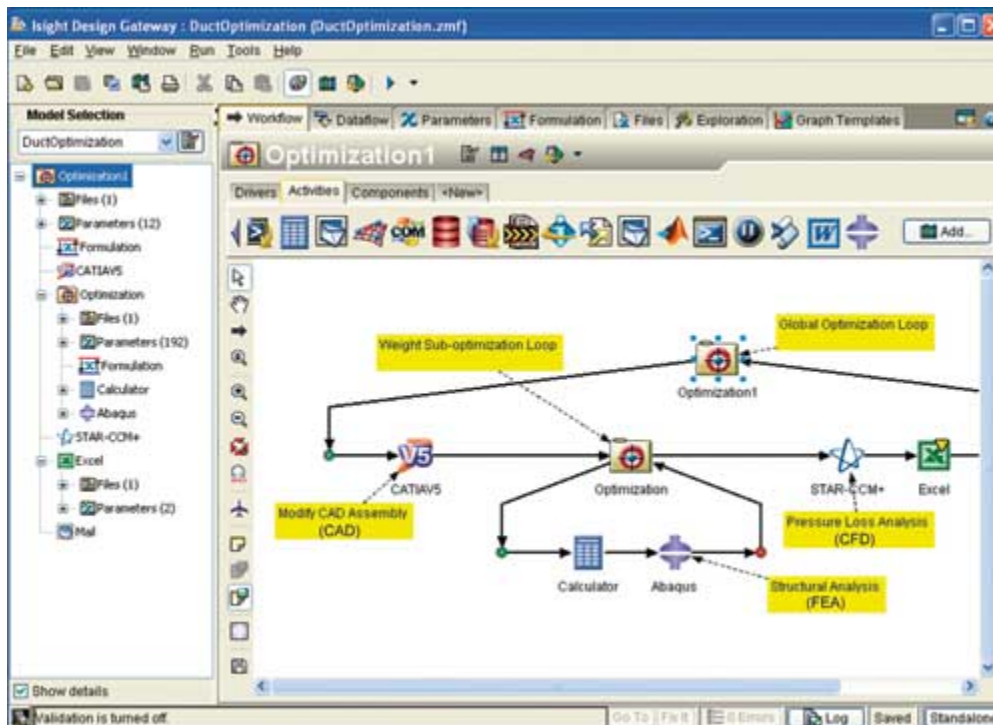 Isight Design Gateway : DuctOptimization (DuctOptimization.zmf)
File Edit View Window Run Tools Help
Model Selection
DuctOptimization
Optimization1
Files (1)
Parameters (12)
Formulation
CATIAV5
Optimization
Files (1)
Parameters (192)
Formulation
Calculator
Abaqus
STAR-CCM+
Excel
Files (1)
Parameters (2)
Mail
Show details
Workflow Dataflow Parameters Formulation Files Exploration Graph Templates
Optimization1
Drivers Activities Components <New>
COM
W
Add...
Weight Sub-optimization Loop
Global Optimization Loop
Optimization1
V5
CATIAV5
Optimization
STAR-CCM+
Excel
Modify CAD Assembly
(CAD)
Pressure Loss Analysis
(CFD)
Calculator
Abaqus
Structural Analysis
(FEA)
Validation is turned off.
Go To Fix It 0 Errors Log Saved Standalon